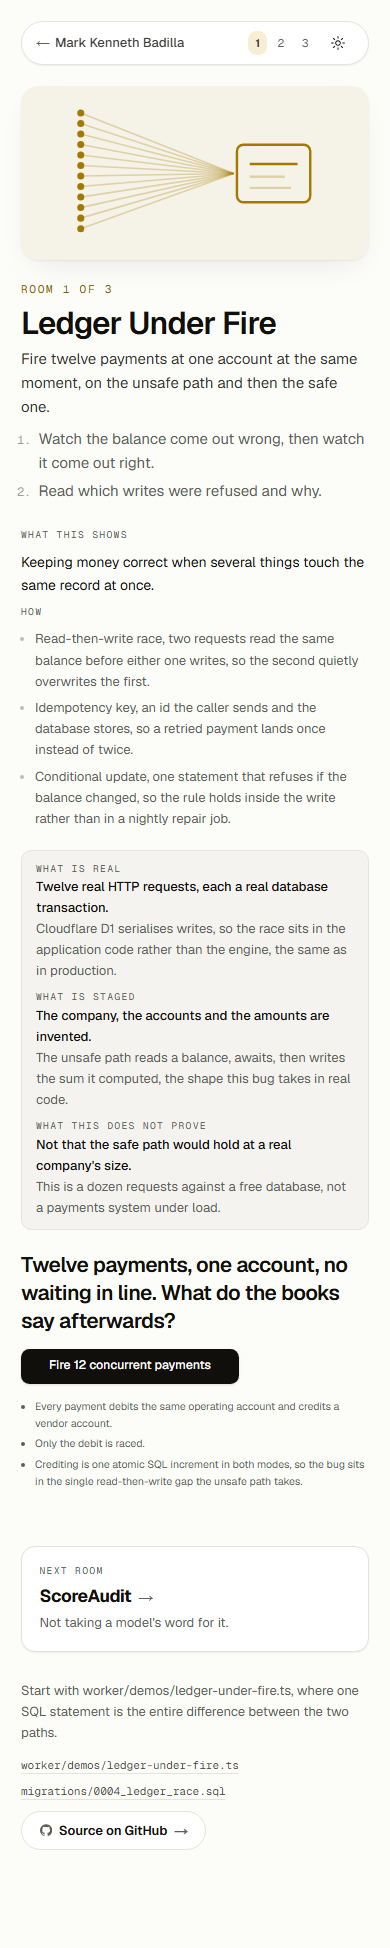 ← Mark Kenneth Badilla
1 2 3
ROOM 1 OF 3
Ledger Under Fire
Fire twelve payments at one account at the same
moment, on the unsafe path and then the safe
one.
1. Watch the balance come out wrong, then watch
it come out right.
2. Read which writes were refused and why.
WHAT THIS SHOWS
Keeping money correct when several things touch the
same record at once.
HOW
• Read-then-write race, two requests read the same
balance before either one writes, so the second quietly
overwrites the first.
• Idempotency key, an id the caller sends and the
database stores, so a retried payment lands once
instead of twice.
• Conditional update, one statement that refuses if the
balance changed, so the rule holds inside the write
rather than in a nightly repair job.
WHAT IS REAL
Twelve real HTTP requests, each a real database
transaction.
Cloudflare D1 serialises writes, so the race sits in the
application code rather than the engine, the same as
in production.
WHAT IS STAGED
The company, the accounts and the amounts are
invented.
The unsafe path reads a balance, awaits, then writes
the sum it computed, the shape this bug takes in real
code.
WHAT THIS DOES NOT PROVE
Not that the safe path would hold at a real
company's size.
This is a dozen requests against a free database, not
a payments system under load.
Twelve payments, one account, no
waiting in line. What do the books
say afterwards?
Fire 12 concurrent payments
• Every payment debits the same operating account and credits a
vendor account.
• Only the debit is raced.
• Crediting is one atomic SQL increment in both modes, so the bug sits
in the single read-then-write gap the unsafe path takes.
NEXT ROOM
ScoreAudit →
Not taking a model's word for it.
Start with worker/demos/ledger-under-fire.ts, where one
SQL statement is the entire difference between the two
paths.
worker/demos/ledger-under-fire.ts
migrations/0004_ledger_race.sql
Source on GitHub →